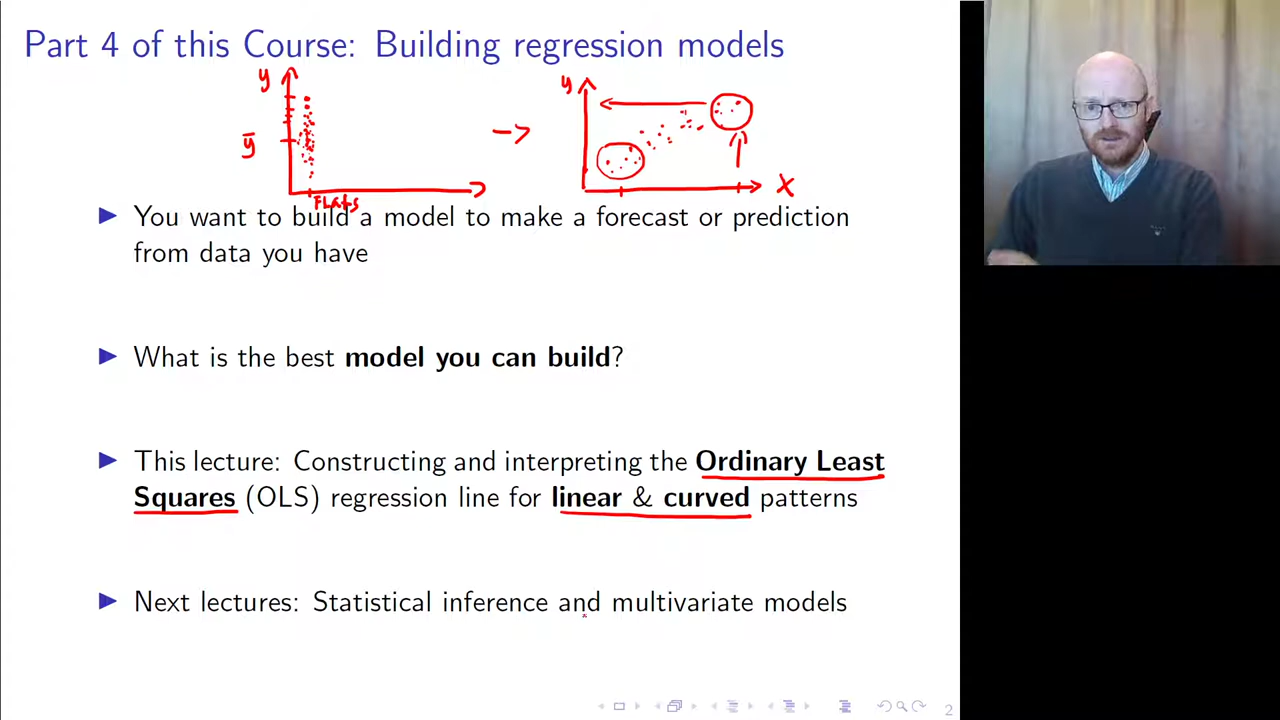 Part 4 of this Course: Building regression models
y
ȳ
FLats
→
y
X
▶ You want to build a model to make a forecast or prediction
from data you have
▶ What is the best model you can build?
▶ This lecture: Constructing and interpreting the Ordinary Least
Squares (OLS) regression line for linear & curved patterns
▶ Next lectures: Statistical inference and multivariate models
2